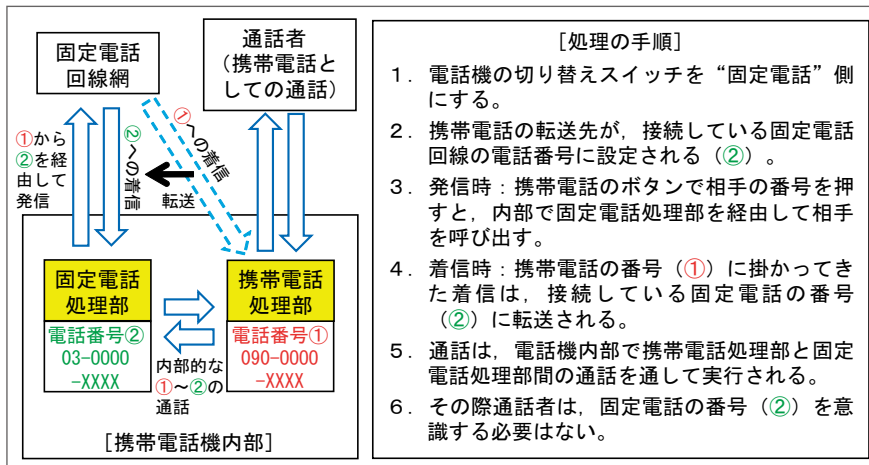 固定電話
回線網
通話者
（携帯電話と
しての通話）
①から
②を経
由して
発信
②への着信
①への着信
転送
固定電話
処理部
電話番号②
03-0000
-XXXX
携帯電話
処理部
電話番号①
090-0000
-XXXX
内部的な
①～②の
通話
［携帯電話機内部］
［処理の手順］
１．電話機の切り替えスイッチを“固定電話”側
にする。
２．携帯電話の転送先が，接続している固定電話
回線の電話番号に設定される（②）。
３．発信時：携帯電話のボタンで相手の番号を押
すと，内部で固定電話処理部を経由して相手
を呼び出す。
４．着信時：携帯電話の番号（①）に掛かってき
た着信は，接続している固定電話の番号
（②）に転送される。
５．通話は，電話機内部で携帯電話処理部と固定
電話処理部間の通話を通して実行される。
６．その際通話者は，固定電話の番号（②）を意
識する必要はない。